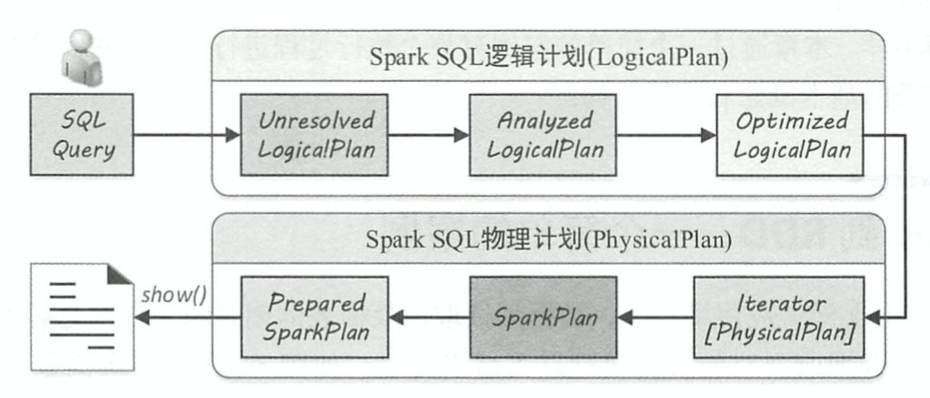 Spark SQL逻辑计划(LogicalPlan)
SQL
Query
Unresolved
LogicalPlan
Analyzed
LogicalPlan
Optimized
LogicalPlan
Spark SQL物理计划(PhysicalPlan)
show()
Prepared
SparkPlan
SparkPlan
Iterator
[PhysicalPlan]